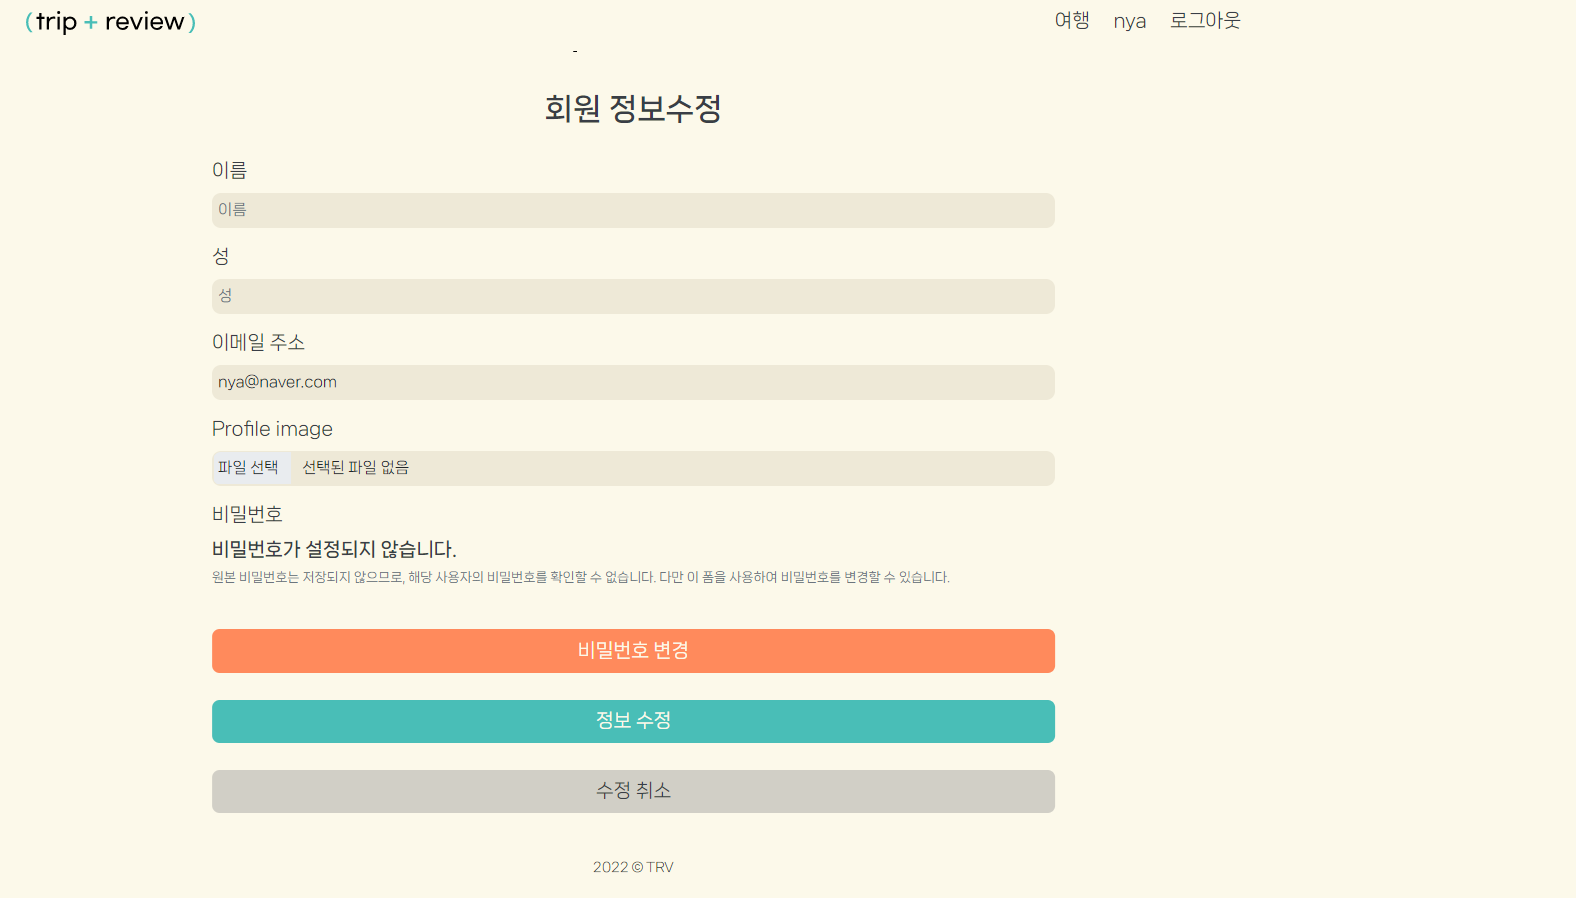 (trip + review)
여행 nya 로그아웃
-
회원 정보수정
이름
이름
성
성
이메일 주소
nya@naver.com
Profile image
파일 선택 선택된 파일 없음
비밀번호
비밀번호가 설정되지 않습니다.
원본 비밀번호는 저장되지 않으므로, 해당 사용자의 비밀번호를 확인할 수 없습니다. 다만 이 폼을 사용하여 비밀번호를 변경할 수 있습니다.
비밀번호 변경
정보 수정
수정 취소
2022 © TRV